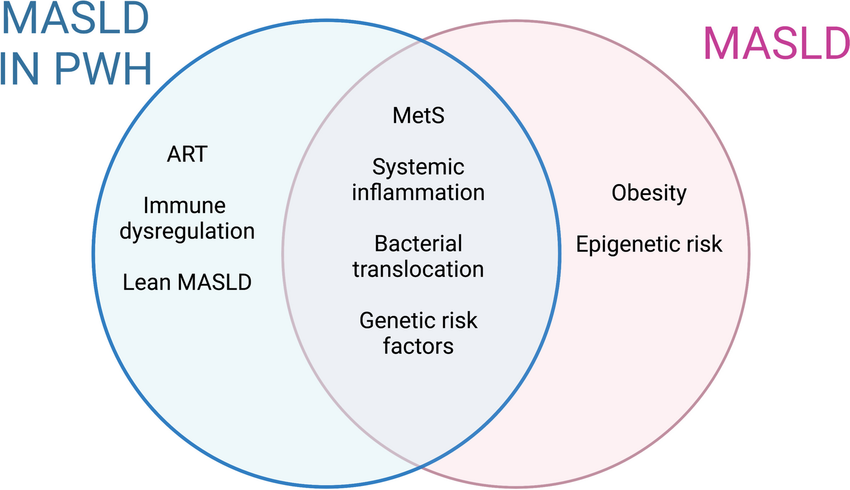 MASLD
IN PWH
MASLD
ART
Immune
dysregulation
Lean MASLD
MetS
Systemic
inflammation
Bacterial
translocation
Genetic risk
factors
Obesity
Epigenetic risk